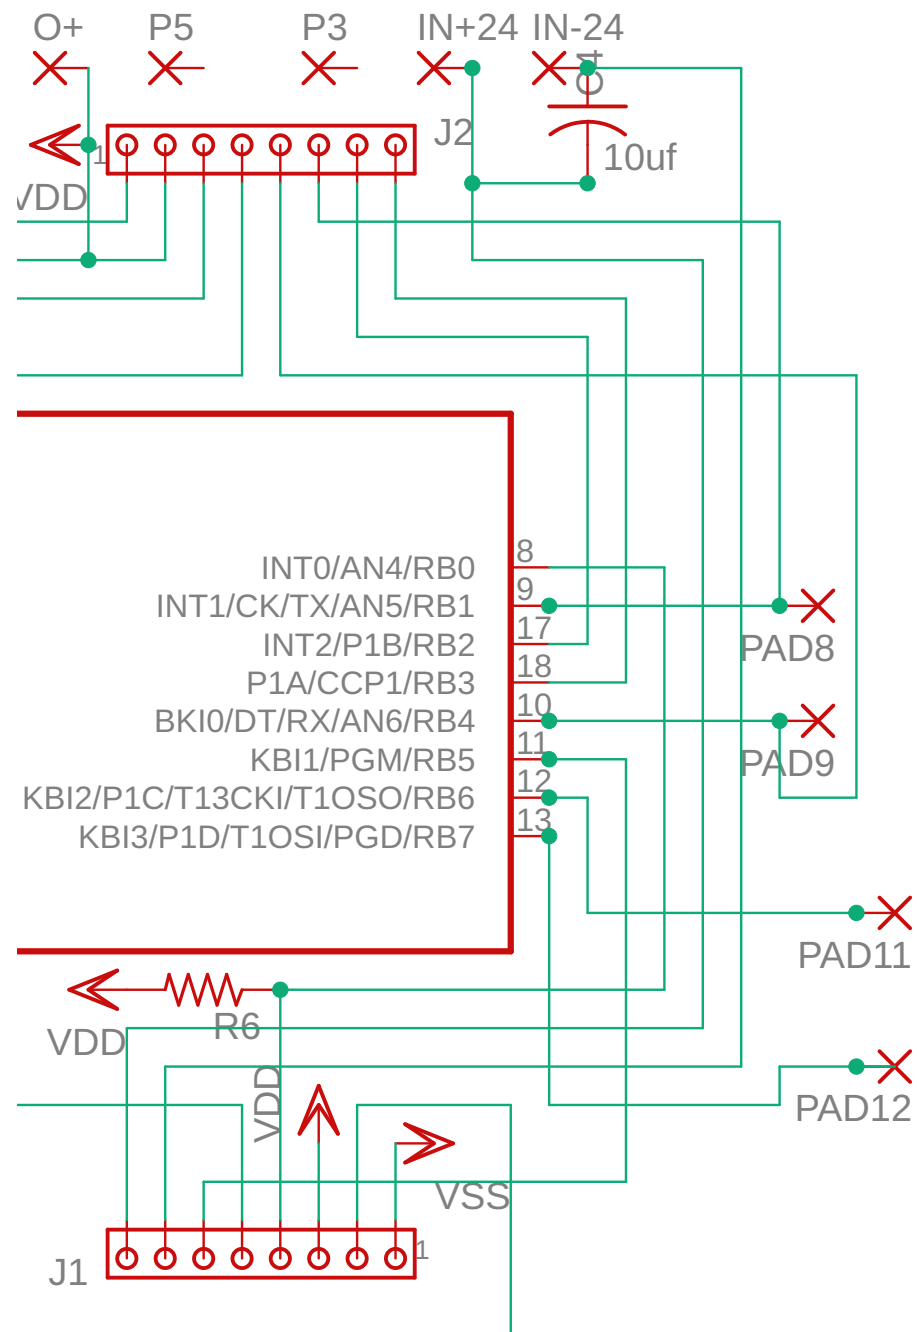 O+ P5 P3 IN+24 IN-24
C4
J2
1
10uf
VDD
8
INT0/AN4/RB0
9
INT1/CK/TX/AN5/RB1
17
INT2/P1B/RB2
PAD8
18
P1A/CCP1/RB3
10
BKI0/DT/RX/AN6/RB4
11
KBI1/PGM/RB5
PAD9
12
KBI2/P1C/T13CKI/T1OSO/RB6
13
KBI3/P1D/T1OSI/PGD/RB7
PAD11
R6
VDD
VDD
PAD12
VSS
1
J1